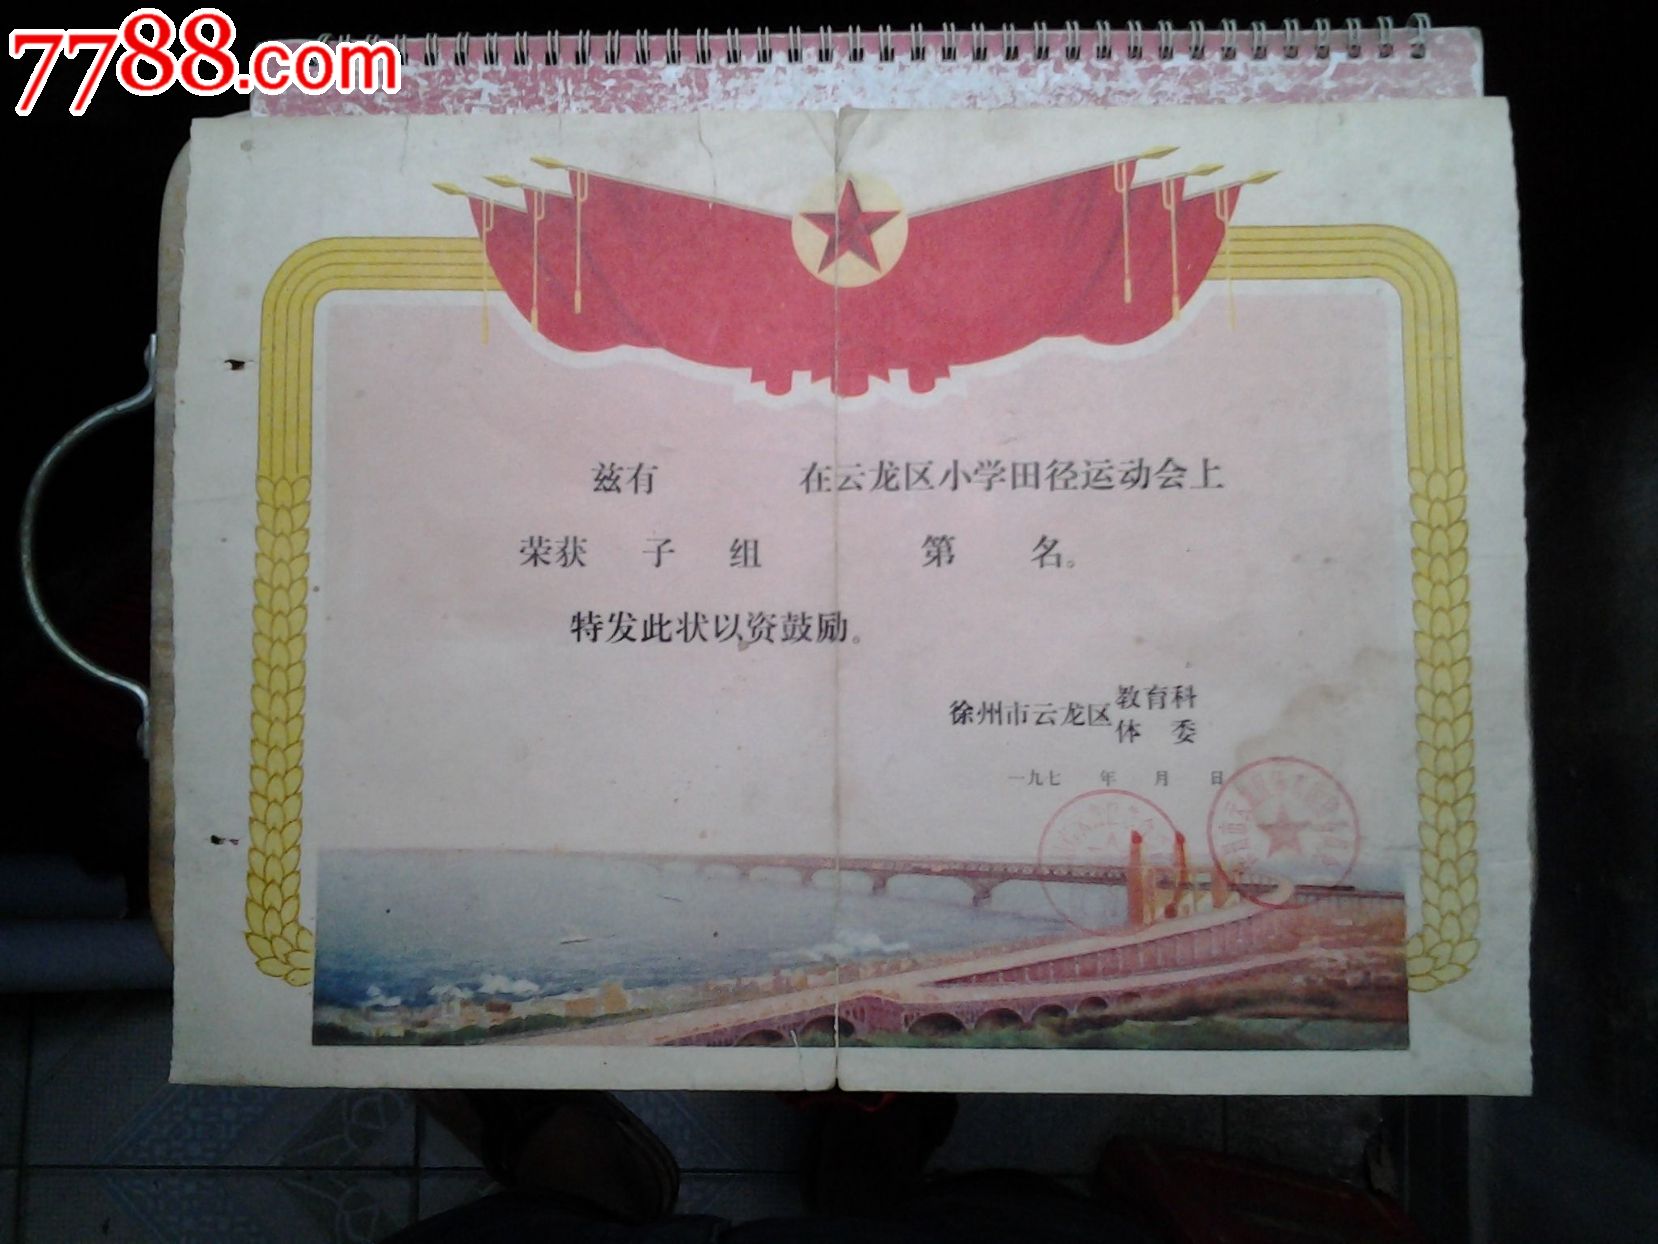 7788.com
兹有 在云龙区小学田径运动会上
荣获 子 组 第 名。
特发此状以资鼓励。
徐州市云龙区 教育科
体 委
一九七 年 月 日